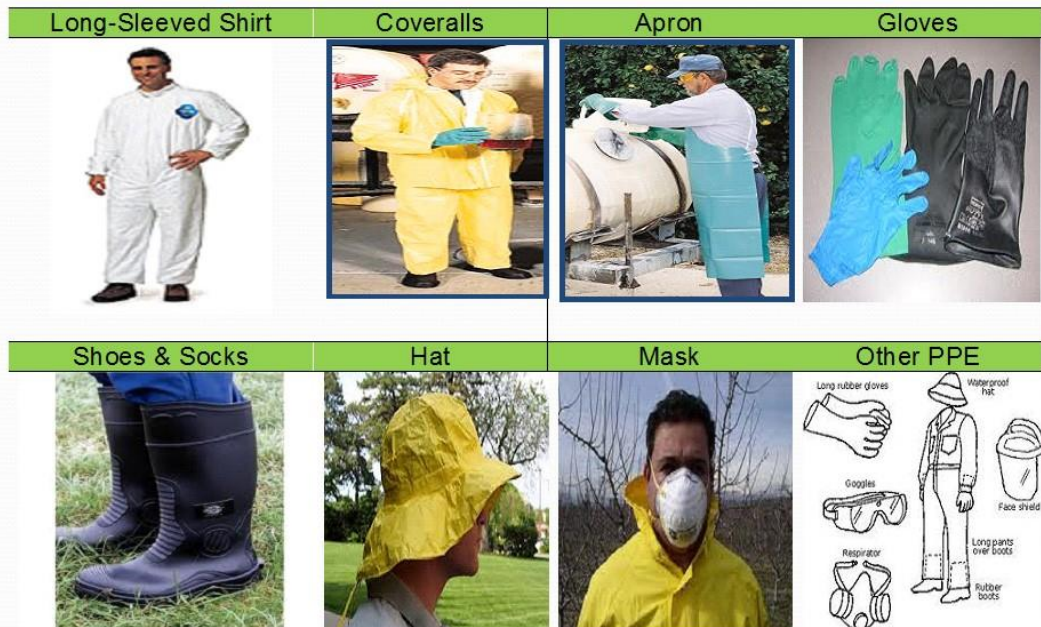 Long-Sleeved Shirt
Coveralls
Apron
Gloves
Shoes & Socks
Hat
Mask
Other PPE
Long rubber gloves
Waterproof
hat
Goggles
Face shield
Respirator
Long pants
over boots
Rubber
boots